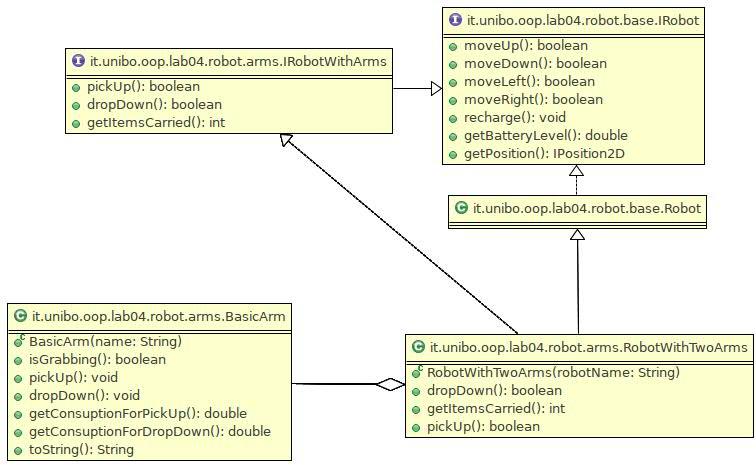 I it.unibo.oop.lab04.robot.base.IRobot
moveUp(): boolean
moveDown(): boolean
moveLeft(): boolean
moveRight(): boolean
recharge(): void
getBatteryLevel(): double
getPosition(): IPosition2D
I it.unibo.oop.lab04.robot.arms.IRobotWithArms
pickUp(): boolean
dropDown(): boolean
getItemsCarried(): int
C it.unibo.oop.lab04.robot.base.Robot
C it.unibo.oop.lab04.robot.arms.BasicArm
c BasicArm(name: String)
isGrabbing(): boolean
pickUp(): void
dropDown(): void
getConsuptionForPickUp(): double
getConsuptionForDropDown(): double
toString(): String
C it.unibo.oop.lab04.robot.arms.RobotWithTwoArms
c RobotWithTwoArms(robotName: String)
dropDown(): boolean
getItemsCarried(): int
pickUp(): boolean